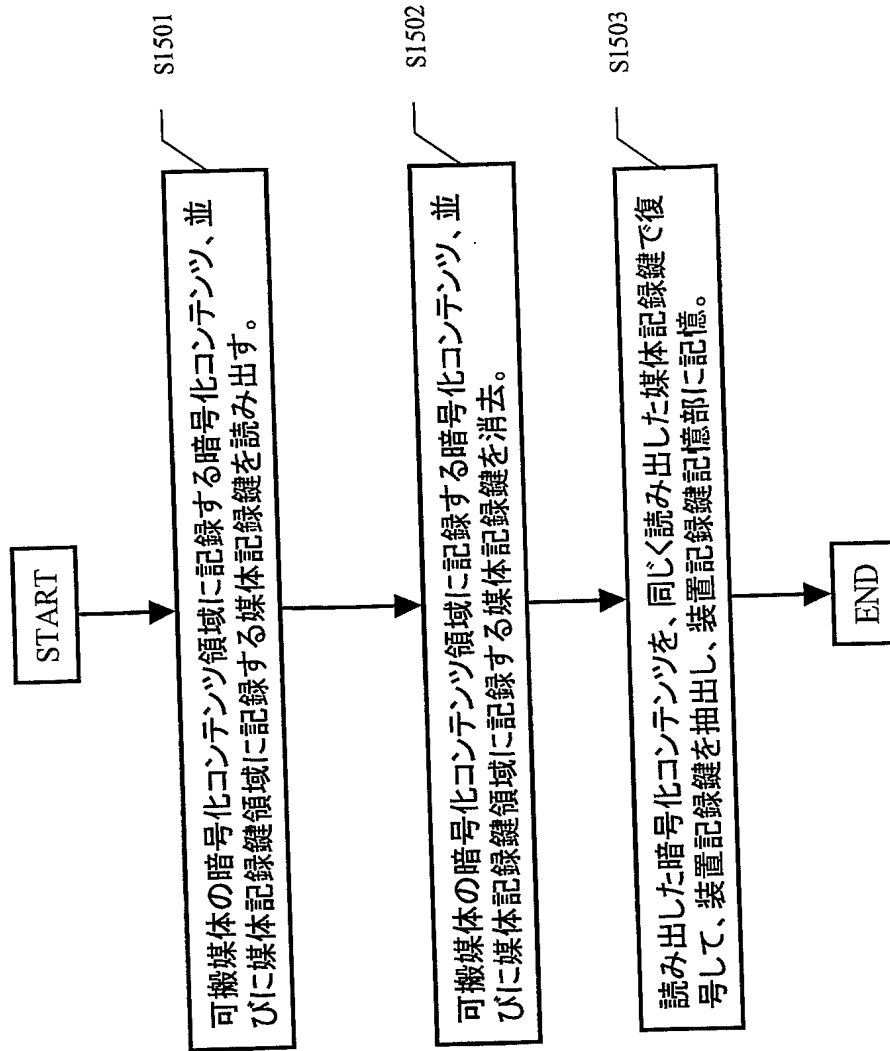 START
可搬媒体の暗号化コンテンツ領域に記録する暗号化コンテンツ、並
びに媒体記録鍵領域に記録する媒体記録鍵を読み出す。
S1501
可搬媒体の暗号化コンテンツ領域に記録する暗号化コンテンツ、並
びに媒体記録鍵領域に記録する媒体記録鍵を消去。
S1502
読み出した暗号化コンテンツを、同じく読み出した媒体記録鍵で復
号して、装置記録鍵を抽出し、装置記録鍵記憶部に記憶。
S1503
END